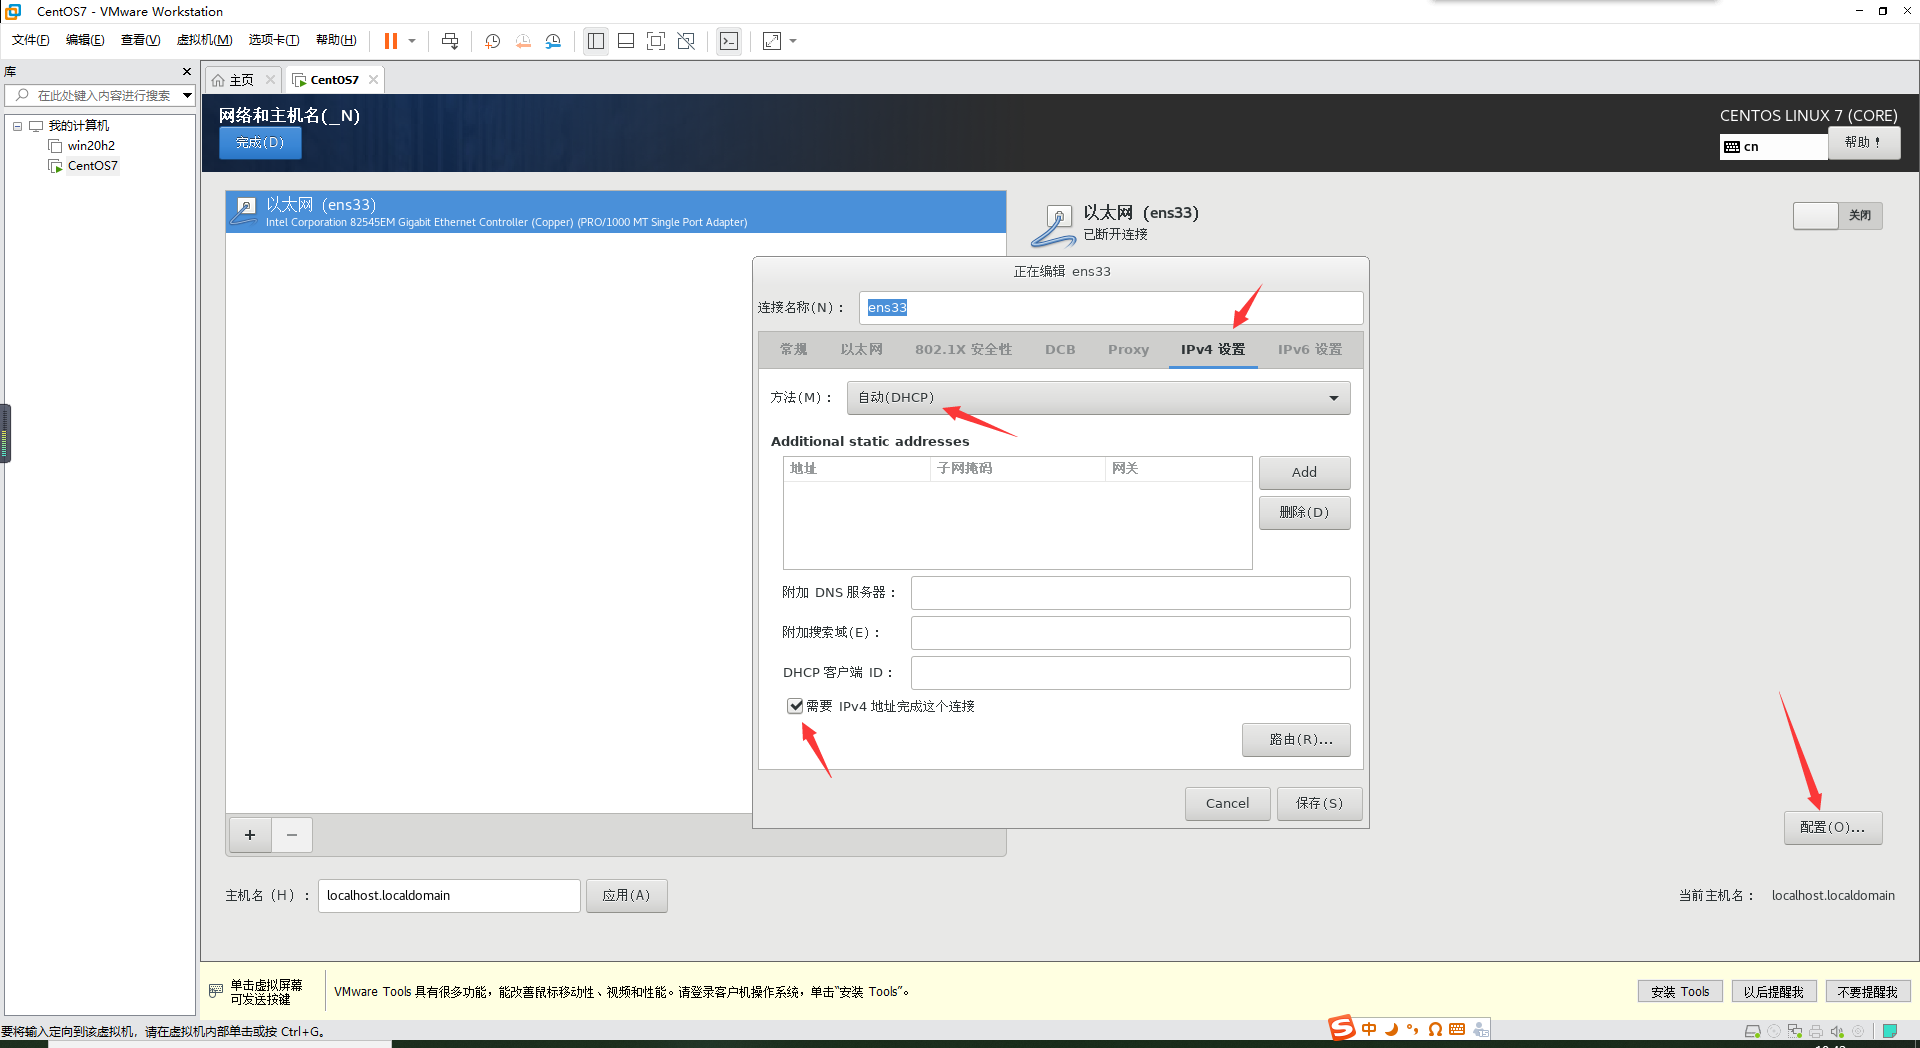 CentOS7 - VMware Workstation
文件(F) 编辑(E) 查看(V) 虚拟机(M) 选项卡(T) 帮助(H)
库
在此处键入内容进行搜索
我的计算机
win20h2
CentOS7
主页
CentOS7
网络和主机名(_N)
完成(D)
CENTOS LINUX 7 (CORE)
cn
帮助！
以太网（ens33）
Intel Corporation 82545EM Gigabit Ethernet Controller (Copper) (PRO/1000 MT Single Port Adapter)
以太网（ens33）
已断开连接
关闭
正在编辑 ens33
连接名称(N)： ens33
常规 以太网 802.1X 安全性 DCB Proxy IPv4 设置 IPv6 设置
方法(M)： 自动(DHCP)
Additional static addresses
地址 子网掩码 网关
Add
删除(D)
附加 DNS 服务器：
附加搜索域(E)：
DHCP 客户端 ID：
需要 IPv4 地址完成这个连接
路由(R)...
Cancel 保存(S)
+ −
配置(O)...
主机名（H）： localhost.localdomain 应用(A)
当前主机名： localhost.localdomain
单击虚拟屏幕
可发送按键
VMware Tools 具有很多功能，能改善鼠标移动性、视频和性能。请登录客户机操作系统，单击“安装 Tools”。
安装 Tools 以后提醒我 不要提醒我
要将输入定向到该虚拟机，请在虚拟机内部单击或按 Ctrl+G。
中